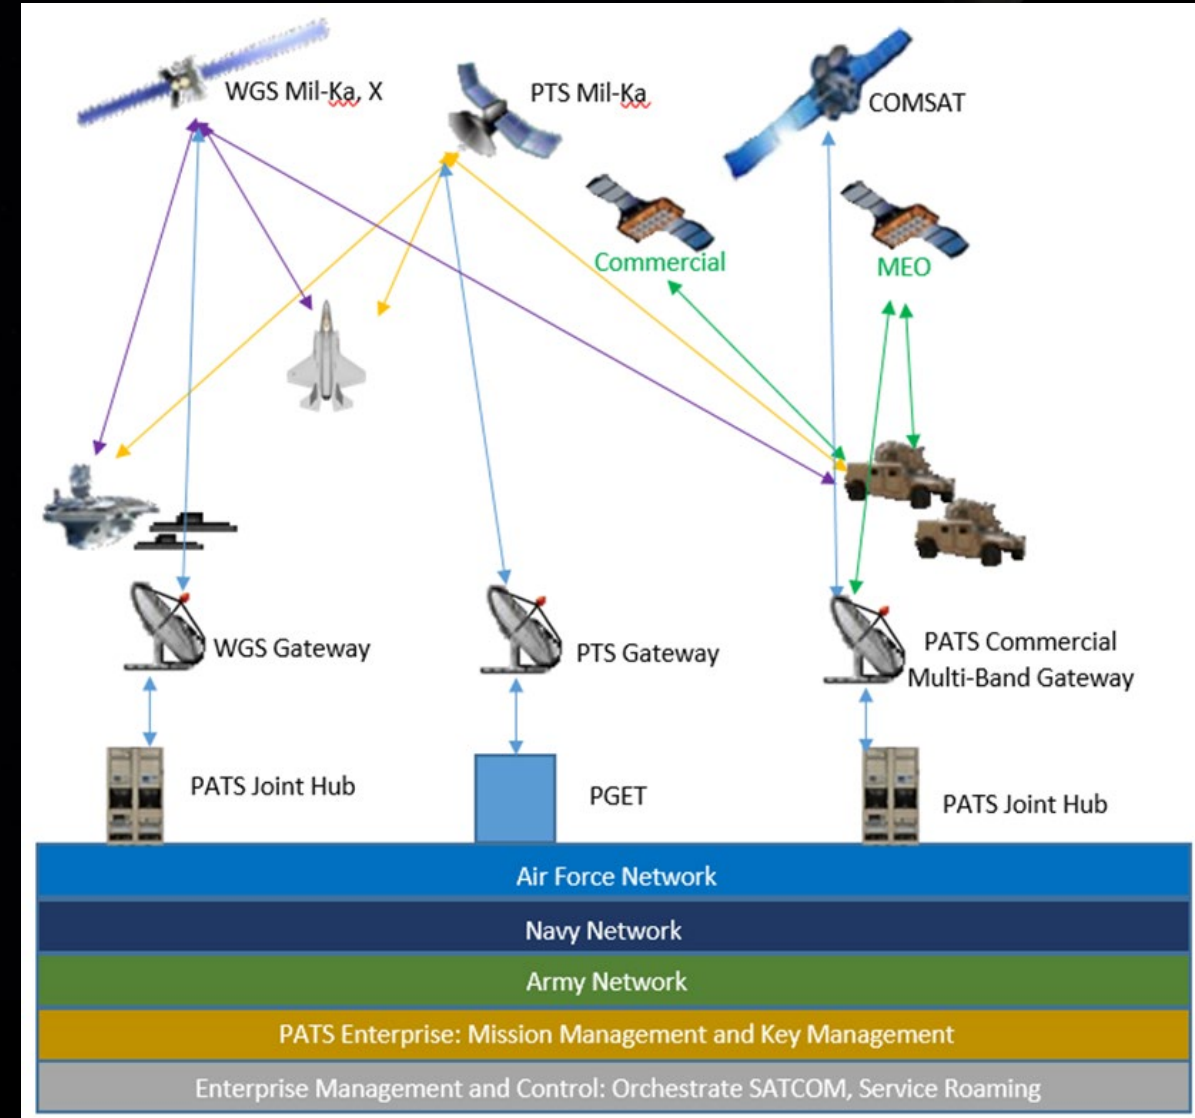 WGS Mil-Ka, X
PTS Mil-Ka
COMSAT
Commercial
MEO
WGS Gateway
PTS Gateway
PATS Commercial
Multi-Band Gateway
PATS Joint Hub
PGET
PATS Joint Hub
Air Force Network
Navy Network
Army Network
PATS Enterprise: Mission Management and Key Management
Enterprise Management and Control: Orchestrate SATCOM, Service Roaming